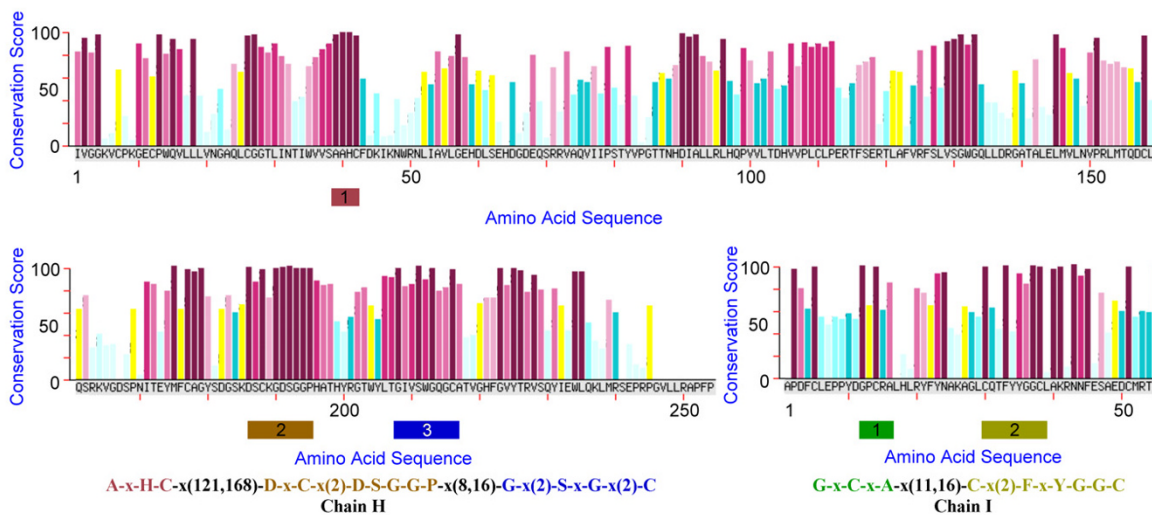 Conservation Score
100
50
0
IVGGKVCPKGECPWQVLLLVNGAQLCGGTLINTIWVVSAAHCFDKIKNWRNLIAVLGEHDLSEHDGDEQSRRVAQVIIPSTYVPGTTNHDIALLRLHQPVVLTDHVVPLCLPERTFSERTLAFVRFSLVSGWGQLLDRGATALELMVLNVPRLMTQDCL
1 50 100 150
1
Amino Acid Sequence
Conservation Score
100
50
0
QSRKVGDSPNITEYMFCAGYSDGSKDSCKGDSGGPHATHYRGTWYLTGIVSWGQGCATVGHFGVYTRVSQYIEWLQKLMRSEPRPGVLLRAPFP
200 250
2 3
Amino Acid Sequence
A-x-H-C-x(121,168)-D-x-C-x(2)-D-S-G-G-P-x(8,16)-G-x(2)-S-x-G-x(2)-C
Chain H
Conservation Score
100
50
0
APDFCLEPPYDGPCRALHLRYFYNAKAGLCQTFYYGGCLAKRNNFESAEDCMRT
1 50
1 2
Amino Acid Sequence
G-x-C-x-A-x(11,16)-C-x(2)-F-x-Y-G-G-C
Chain I